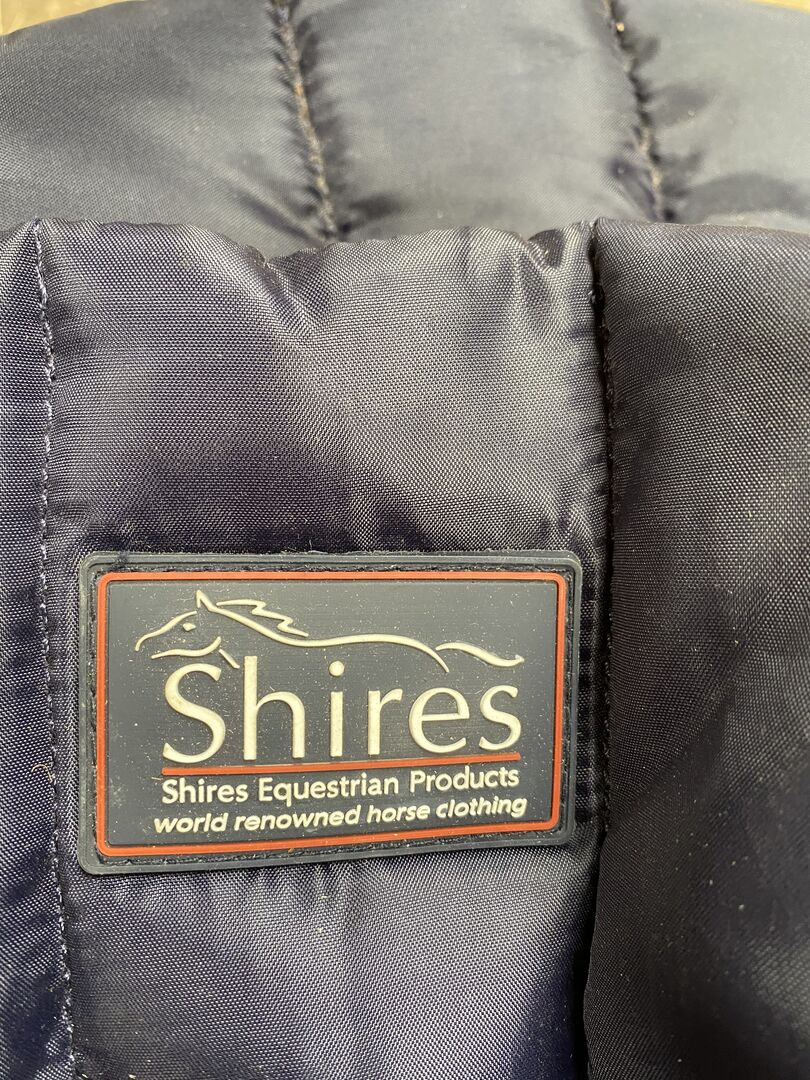 Shires
Shires Equestrian Products
world renowned horse clothing